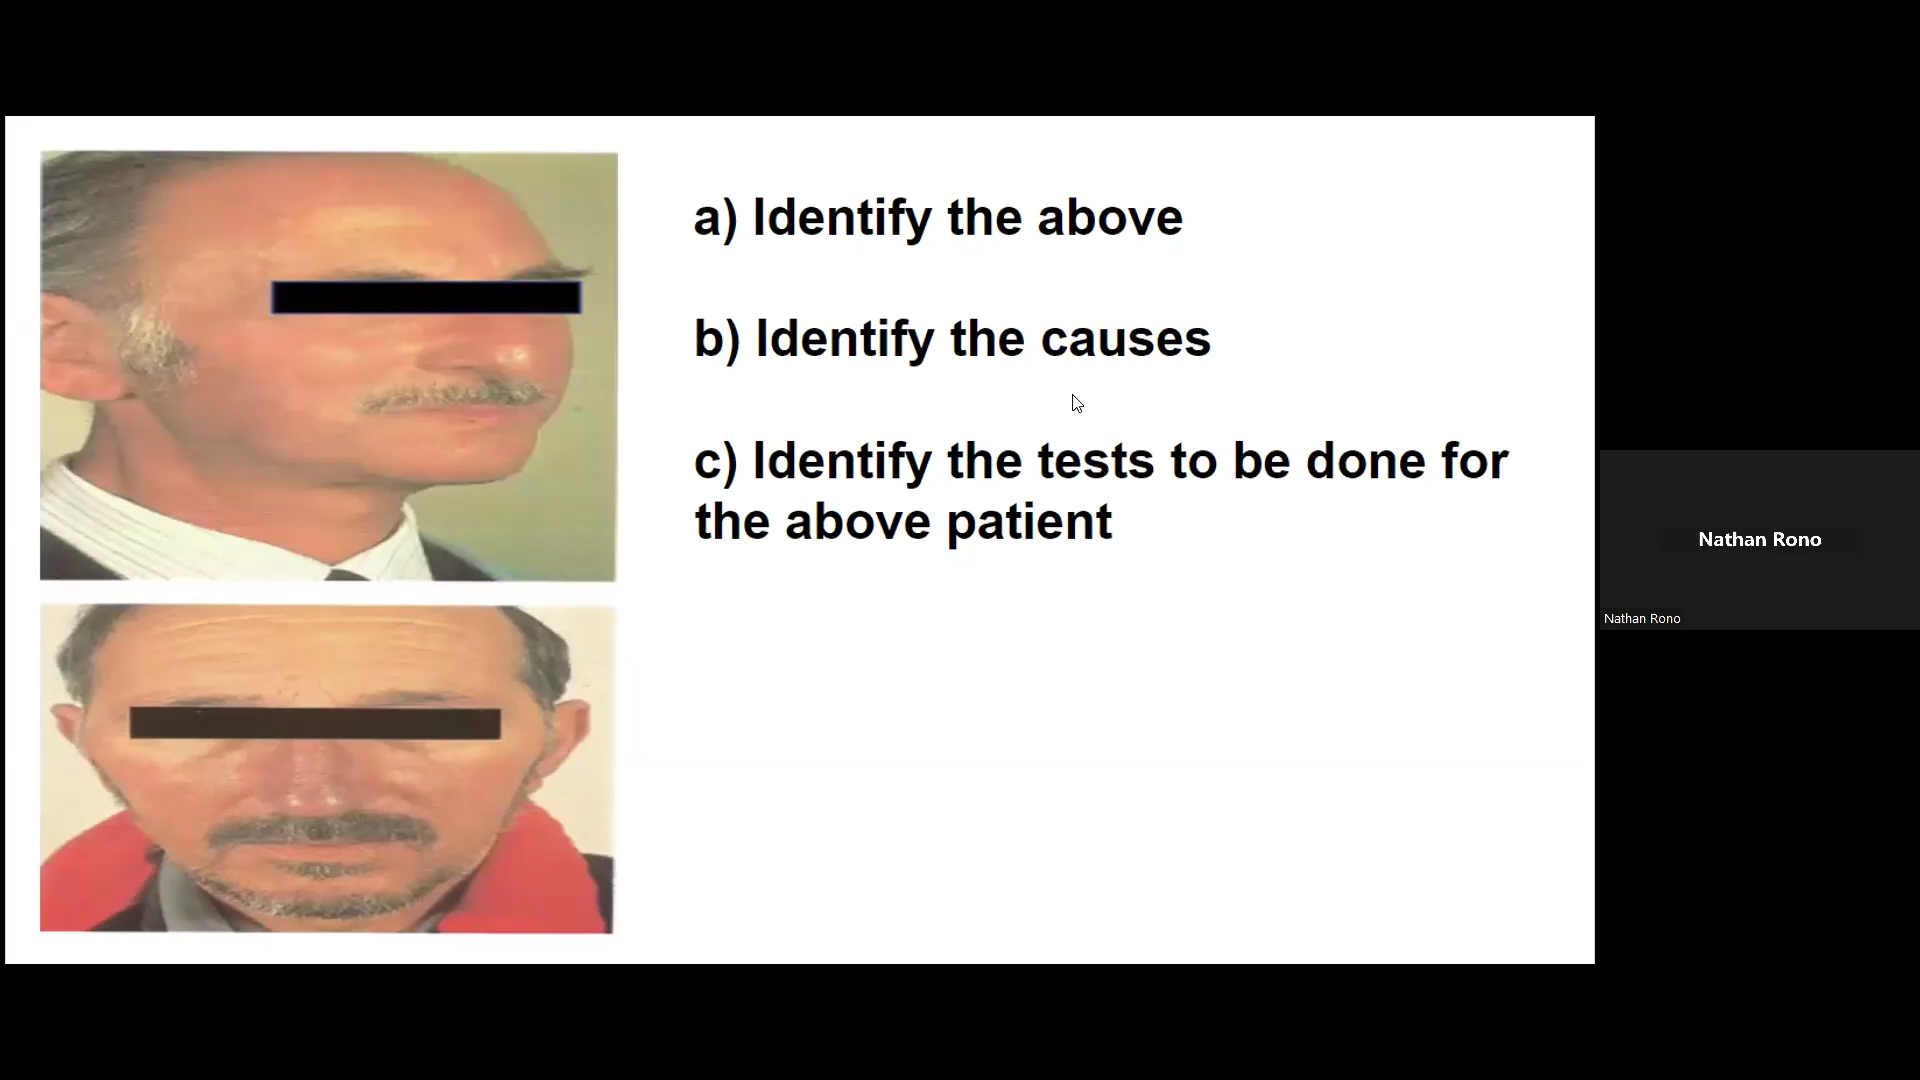 a) Identify the above
b) Identify the causes
c) Identify the tests to be done for
the above patient
Nathan Rono
Nathan Rono